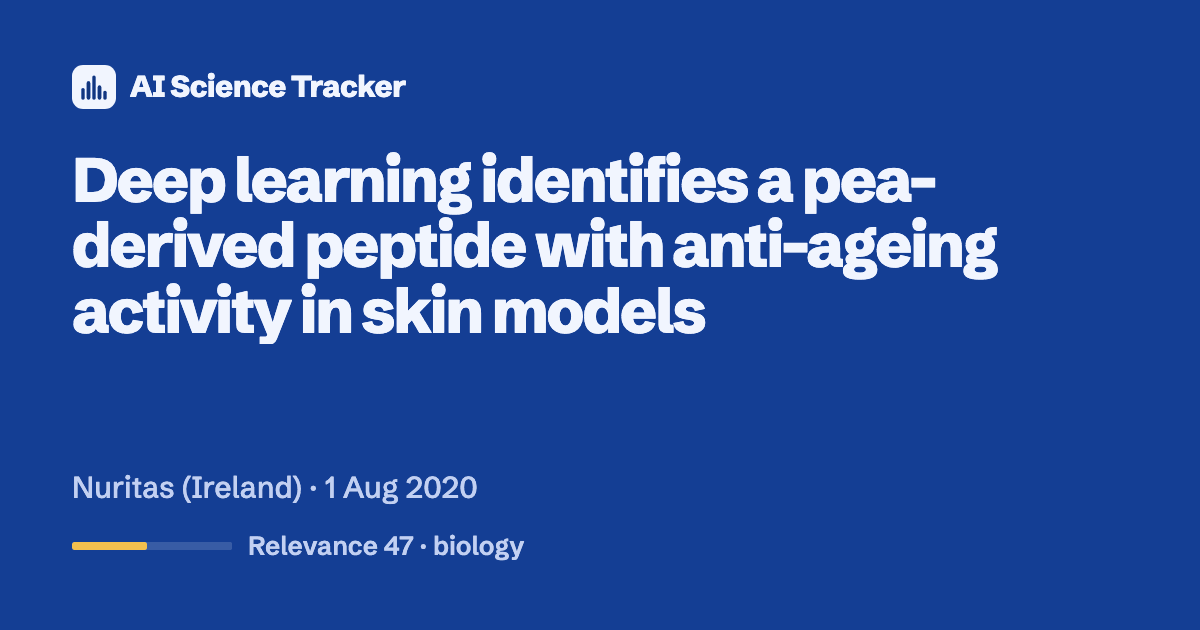 AI Science Tracker
Deep learning identifies a pea-
derived peptide with anti-ageing
activity in skin models
Nuritas (Ireland) · 1 Aug 2020
Relevance 47 · biology